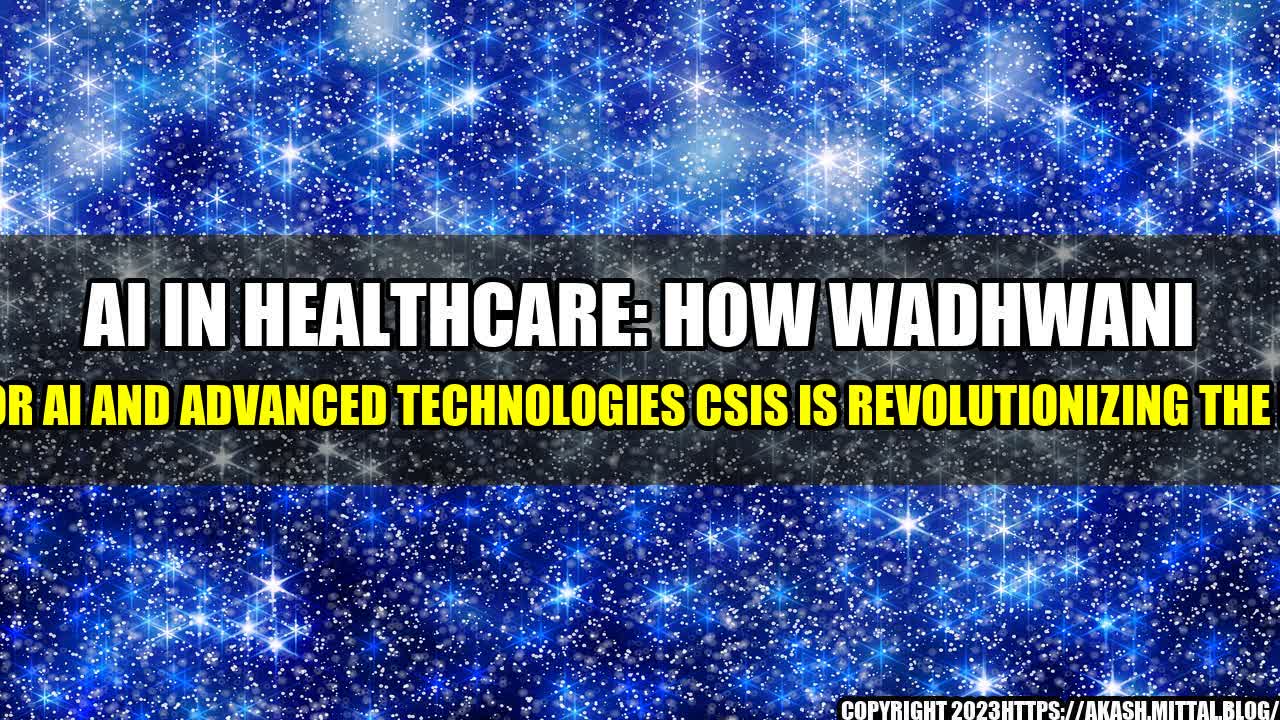 AI IN HEALTHCARE: HOW WADHWANI
OR AI AND ADVANCED TECHNOLOGIES CSIS IS REVOLUTIONIZING THE
COPYRIGHT 2023HTTPS://AKASH.MITTAL.BLOG/